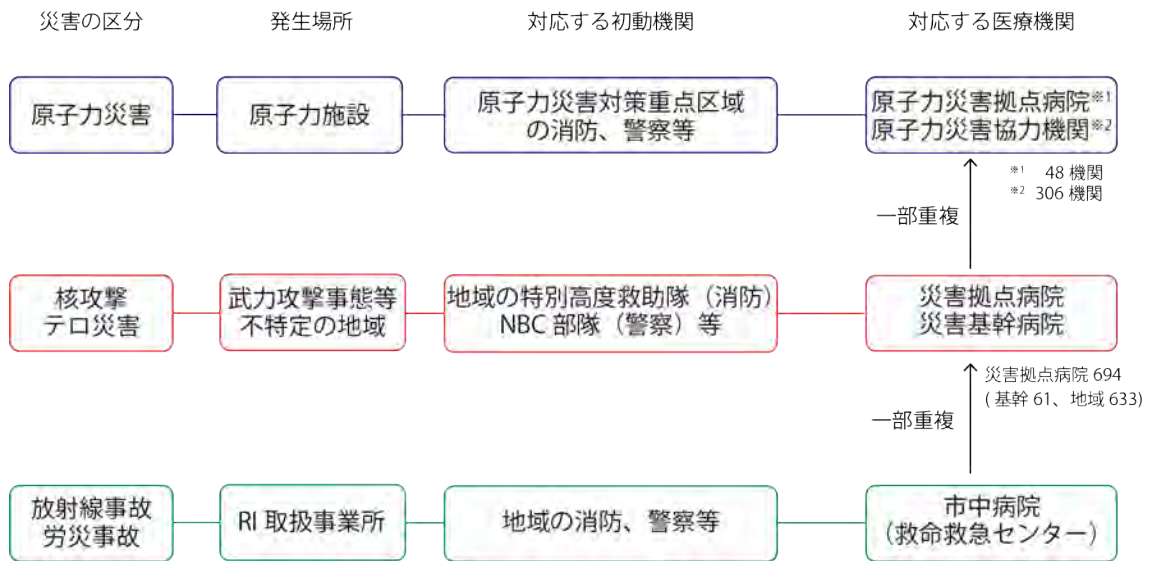 災害の区分
発生場所
対応する初動機関
対応する医療機関
原子力災害
原子力施設
原子力災害対策重点区域
の消防、警察等
原子力災害拠点病院※1
原子力災害協力機関※2
※1 48 機関
※2 306 機関
一部重複
核攻撃
テロ災害
武力攻撃事態等
不特定の地域
地域の特別高度救助隊（消防）
NBC 部隊（警察）等
災害拠点病院
災害基幹病院
災害拠点病院 694
( 基幹 61、地域 633)
一部重複
放射線事故
労災事故
RI 取扱事業所
地域の消防、警察等
市中病院
（救命救急センター）